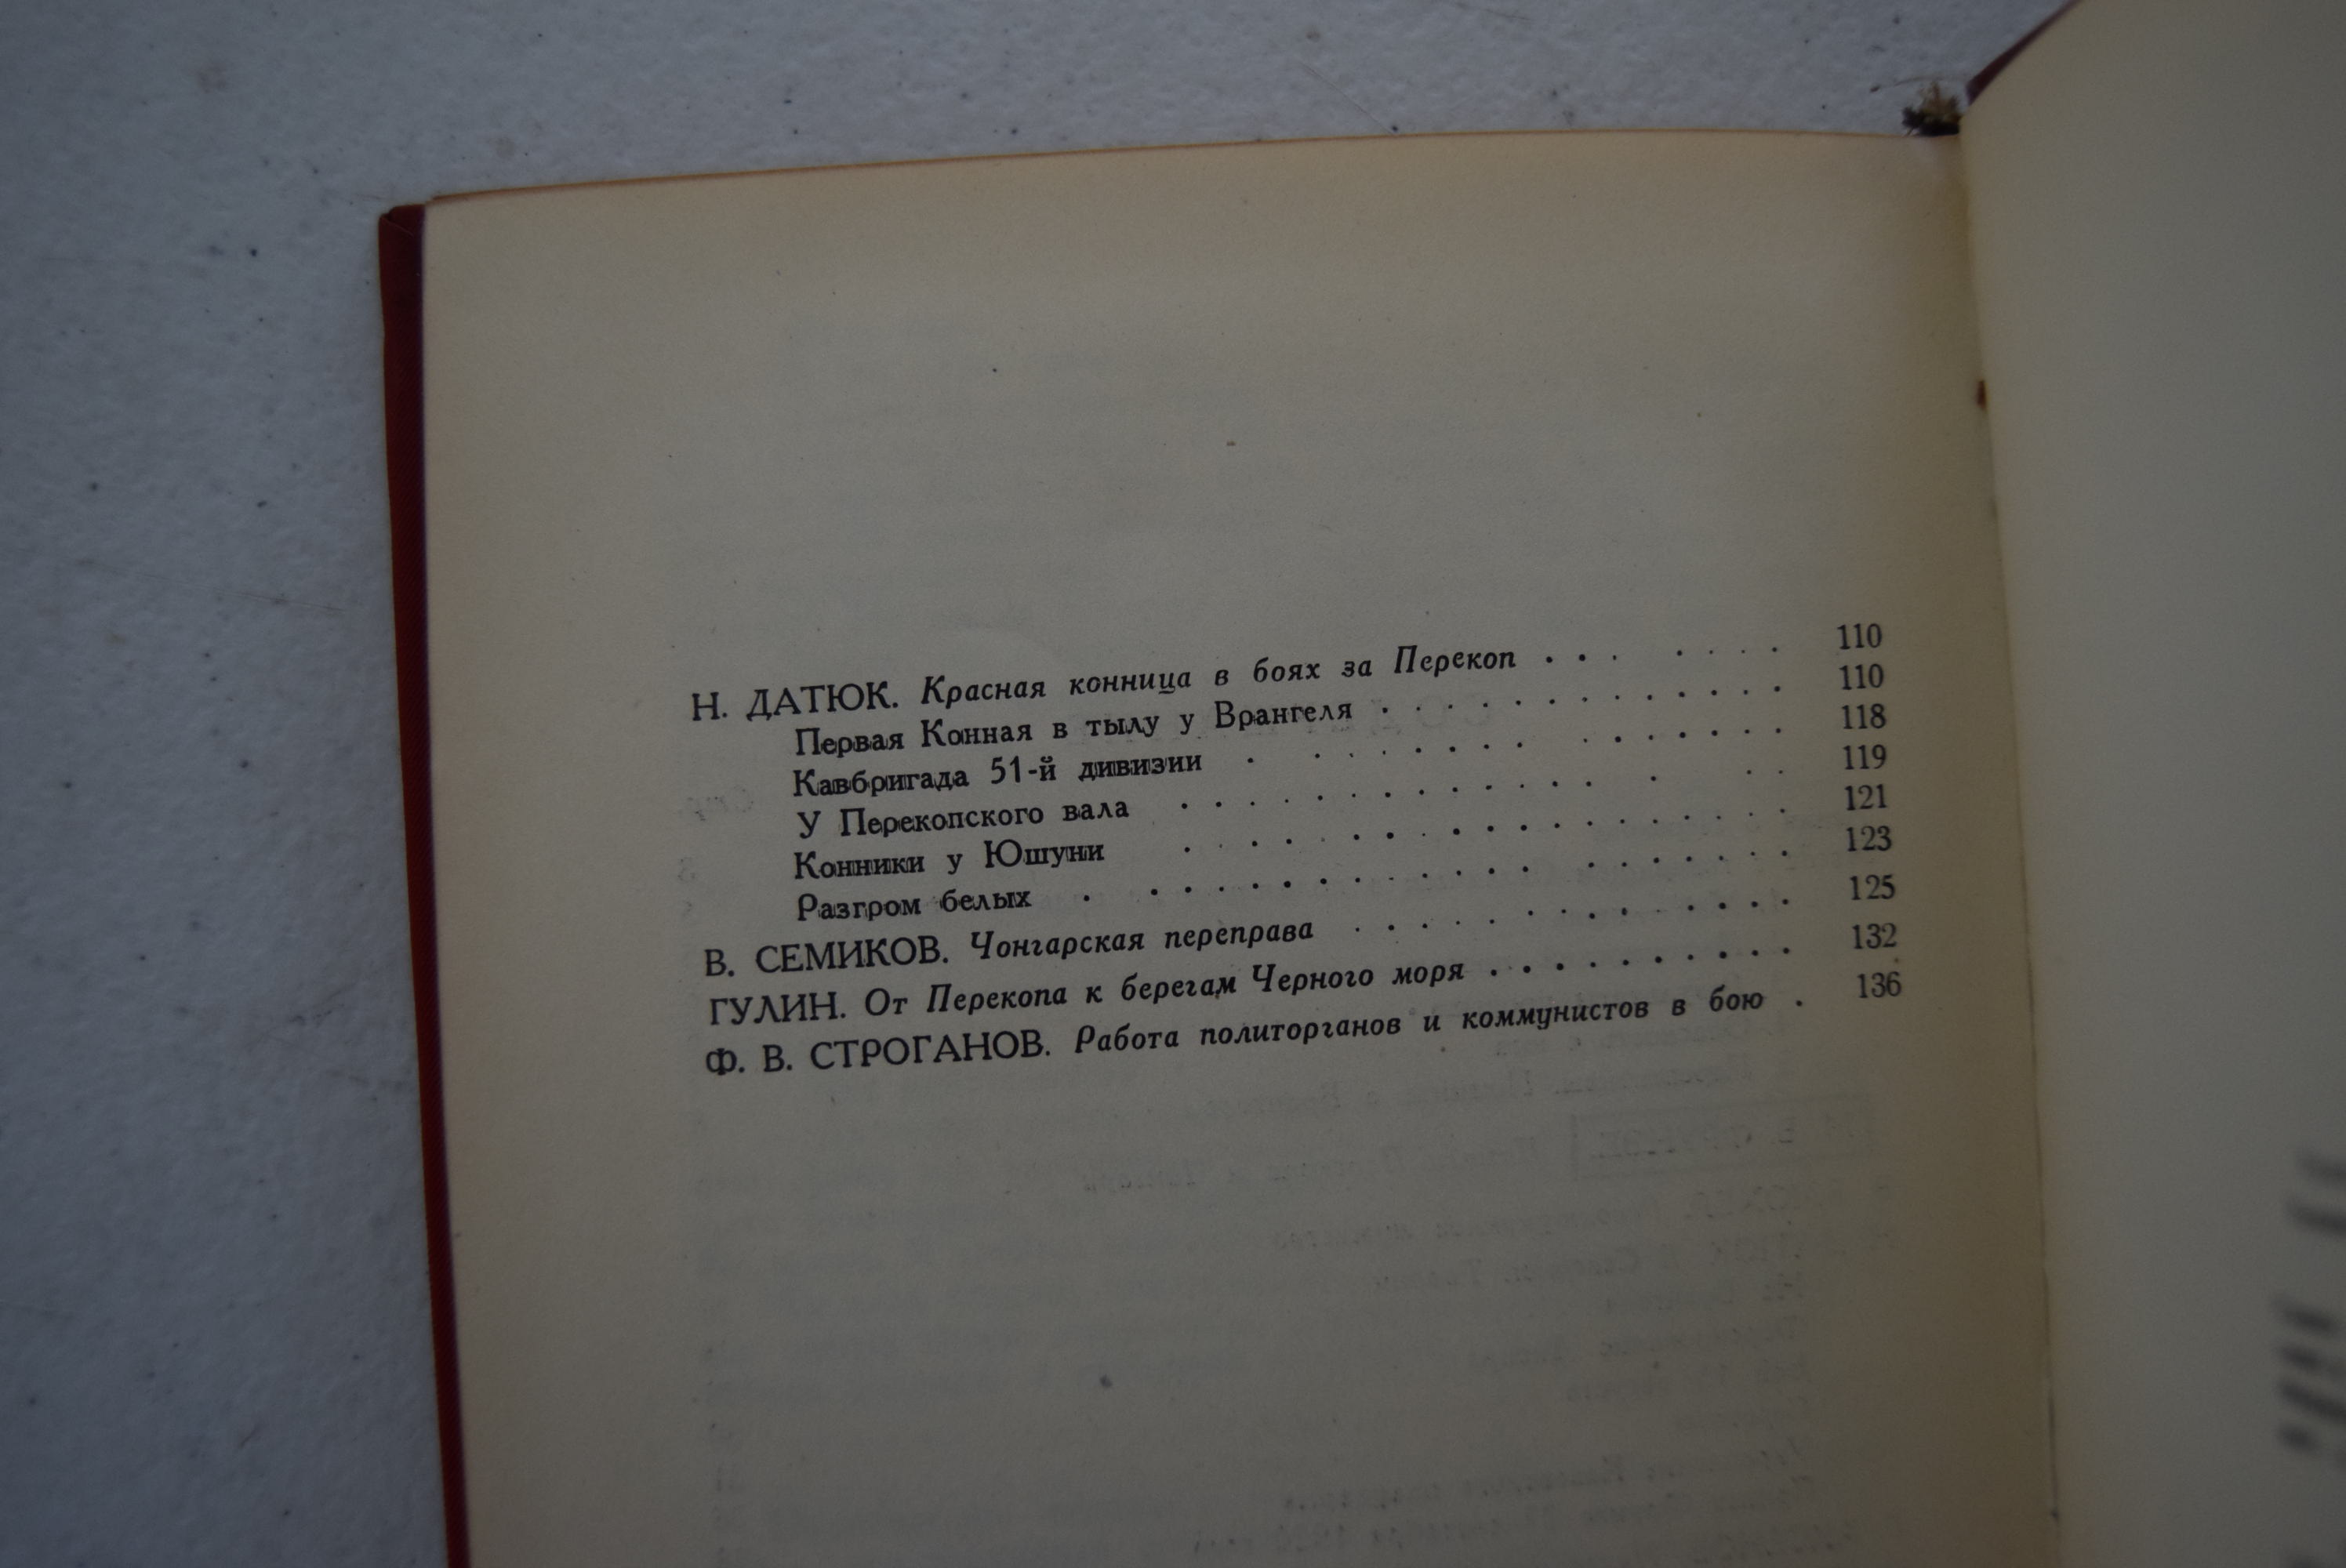 Н. ДАТЮК. Красная конница в боях за Перекоп . . . . . . . 110
Первая Конная в тылу у Врангеля . . . . . . . . . . . . . 110
Кавбригада 51-й дивизии . . . . . . . . . . . . . . . 118
У Перекопского вала . . . . . . . . . . . . . . . . 119
Конники у Юшуни . . . . . . . . . . . . . . . . . . 121
Разгром белых . . . . . . . . . . . . . . . . . . . . 123
В. СЕМИКОВ. Чонгарская переправа . . . . . . . . . . . . . 125
ГУЛИН. От Перекопа к берегам Черного моря . . . . . . . . . . 132
Ф. В. СТРОГАНОВ. Работа политорганов и коммунистов в бою . 136